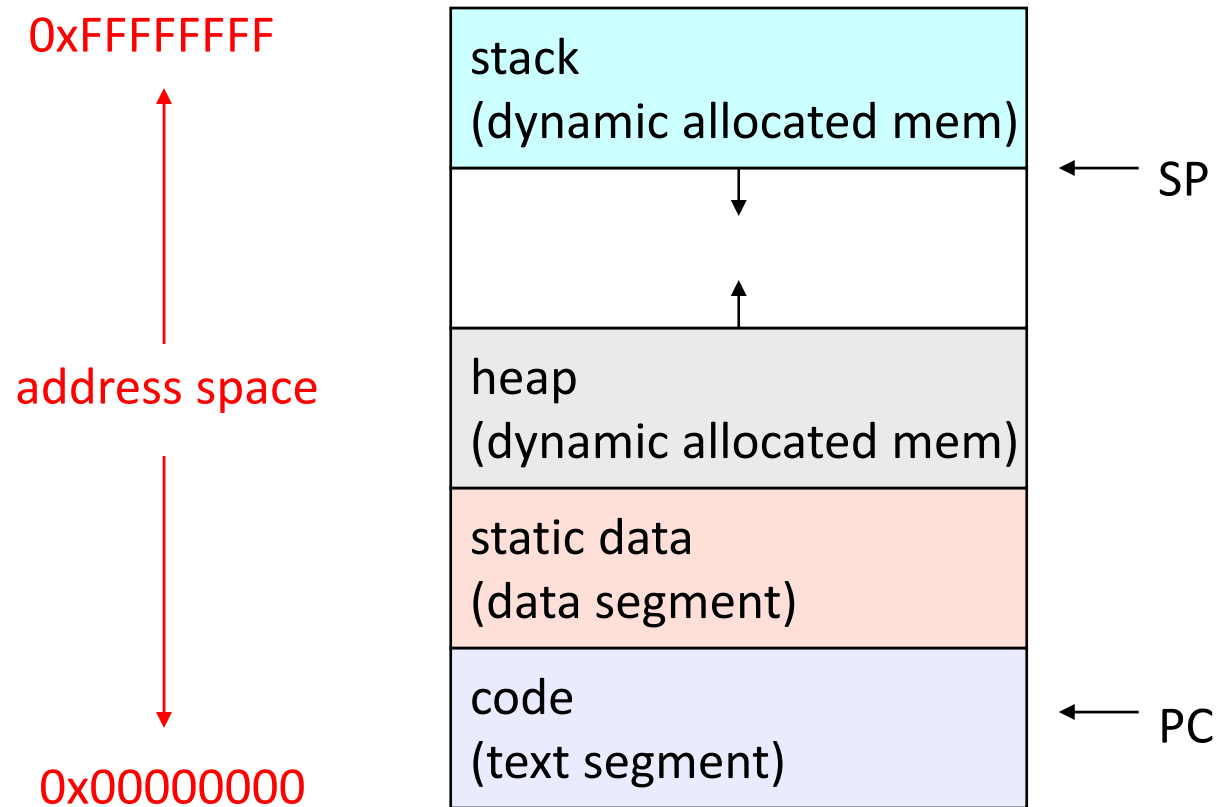 0xFFFFFFFF
stack
(dynamic allocated mem)
SP
address space
heap
(dynamic allocated mem)
static data
(data segment)
code
(text segment)
PC
0x00000000